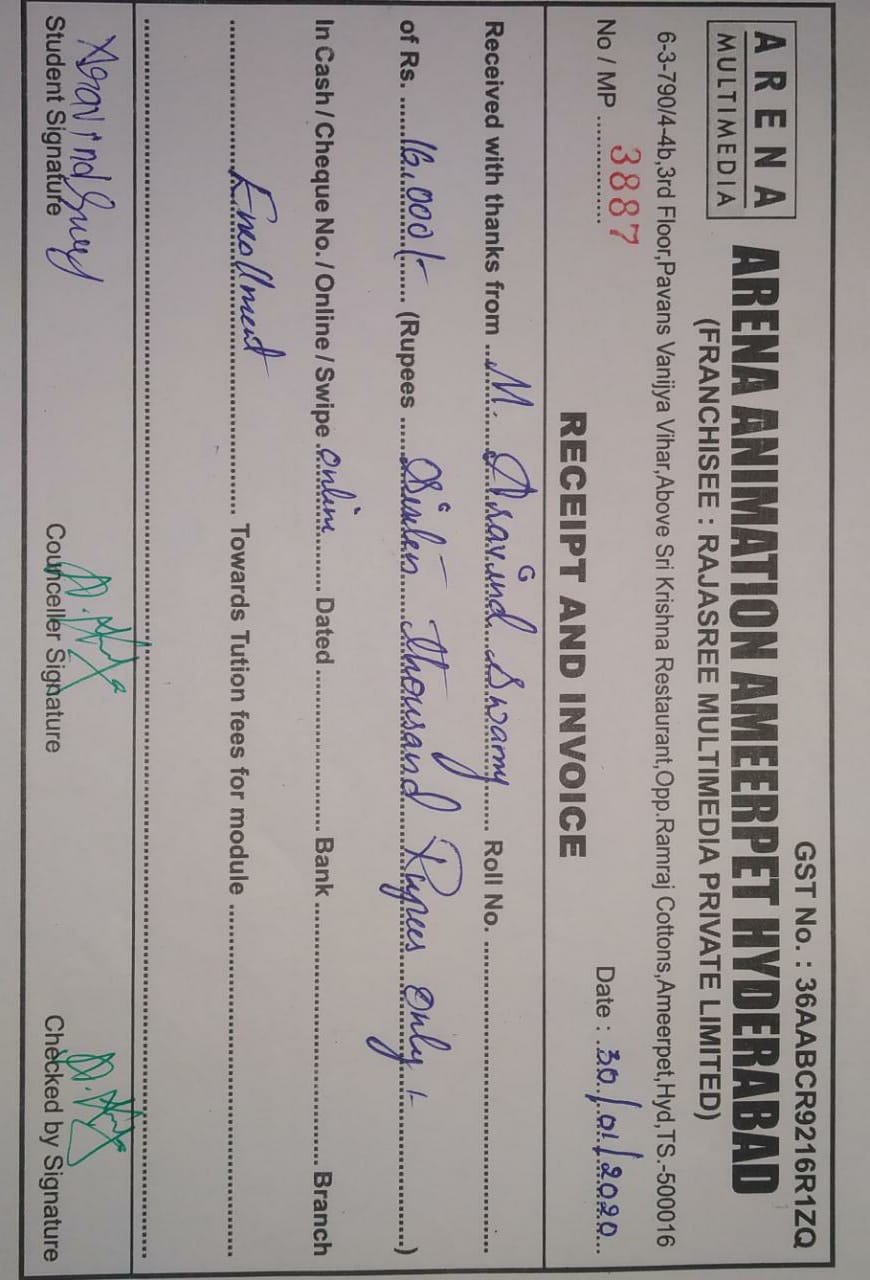 GST No. : 36AABCR9216R1ZQ
ARENA
MULTIMEDIA
ARENA ANIMATION AMEERPET HYDERABAD
(FRANCHISEE : RAJASREE MULTIMEDIA PRIVATE LIMITED)
6-3-790/4-4b,3rd Floor,Pavans Vanijya Vihar,Above Sri Krishna Restaurant,Opp.Ramraj Cottons,Ameerpet,Hyd,TS.-500016
No / MP 3887 Date : 30/01/2020
RECEIPT AND INVOICE
Received with thanks from M. Aravind Swamy Roll No.
of Rs. 16,000/- (Rupees Sixteen thousand Rupees Only/-)
In Cash/Cheque No./Online/Swipe online Dated Bank Branch
Enrollment Towards Tution fees for module
Student Signature Counceller Signature Checked by Signature